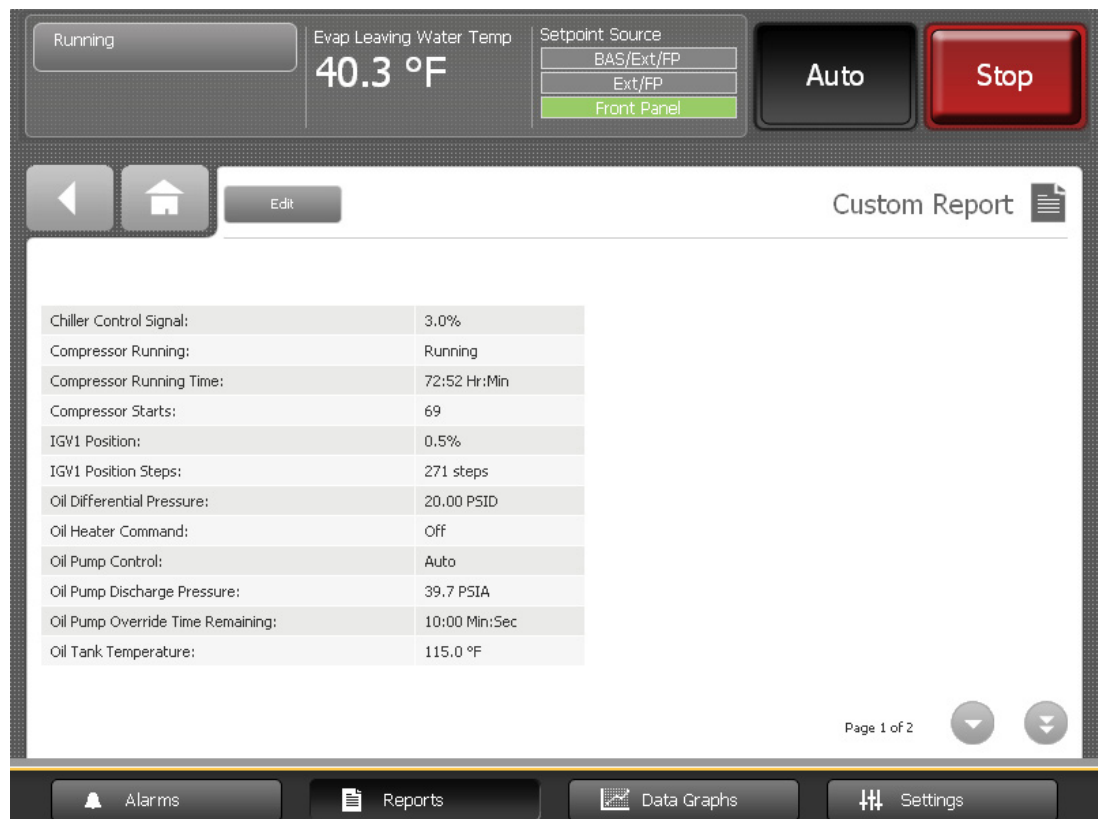 Running
Evap Leaving Water Temp
40.3 °F
Setpoint Source
BAS/Ext/FP
Ext/FP
Front Panel
Auto
Stop
Edit
Custom Report
Chiller Control Signal: 3.0%
Compressor Running: Running
Compressor Running Time: 72:52 Hr:Min
Compressor Starts: 69
IGV1 Position: 0.5%
IGV1 Position Steps: 271 steps
Oil Differential Pressure: 20.00 PSID
Oil Heater Command: Off
Oil Pump Control: Auto
Oil Pump Discharge Pressure: 39.7 PSIA
Oil Pump Override Time Remaining: 10:00 Min:Sec
Oil Tank Temperature: 115.0 °F
Page 1 of 2
Alarms
Reports
Data Graphs
Settings